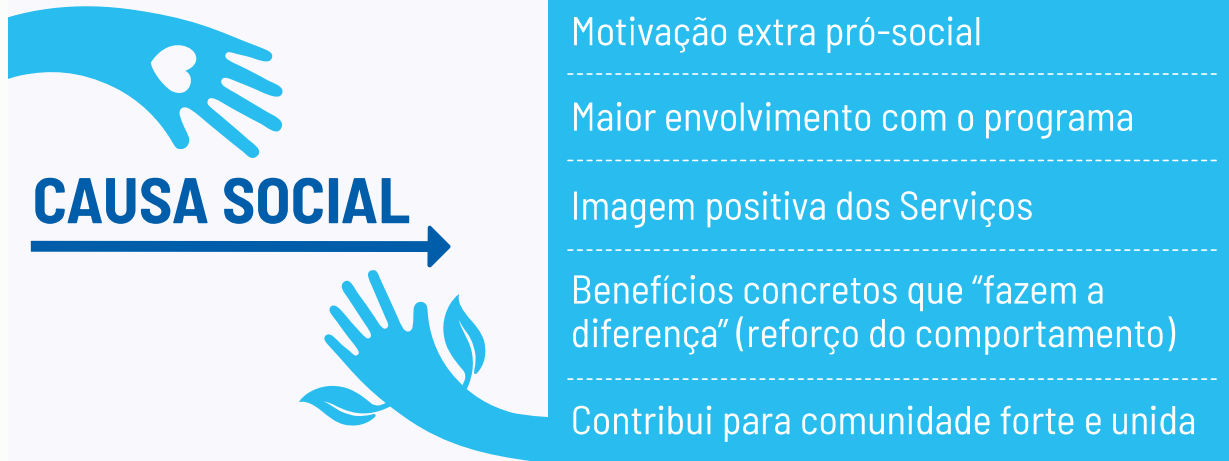 CAUSA SOCIAL
Motivação extra pró-social
Maior envolvimento com o programa
Imagem positiva dos Serviços
Benefícios concretos que “fazem a
diferença” (reforço do comportamento)
Contribui para comunidade forte e unida